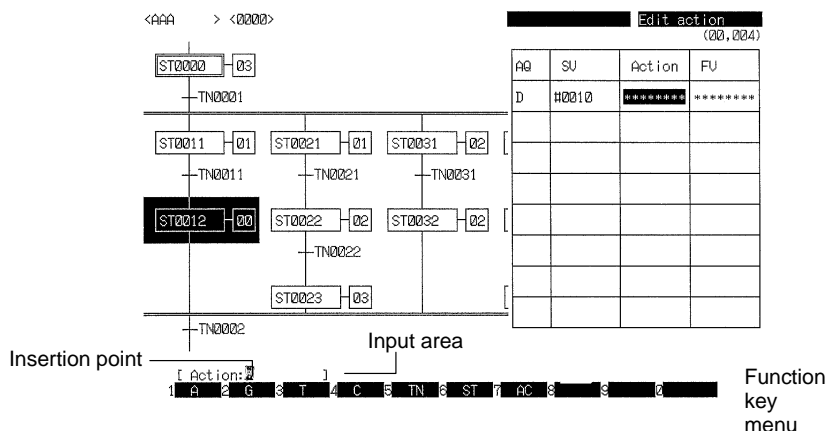 <AAA > <0000>
Edit action
(00,004)
ST0000 03
TN0001
ST0011 01 ST0021 01 ST0031 02
TN0011 TN0021 TN0031
ST0012 00 ST0022 02 ST0032 02
TN0022
ST0023 03
TN0002
AQ SV Action FV
D #0010 ******** ********
Insertion point
Input area
[ Action: ]
1 A 2 G 3 T 4 C 5 TN 6 ST 7 AC 8 9 0
Function
key
menu